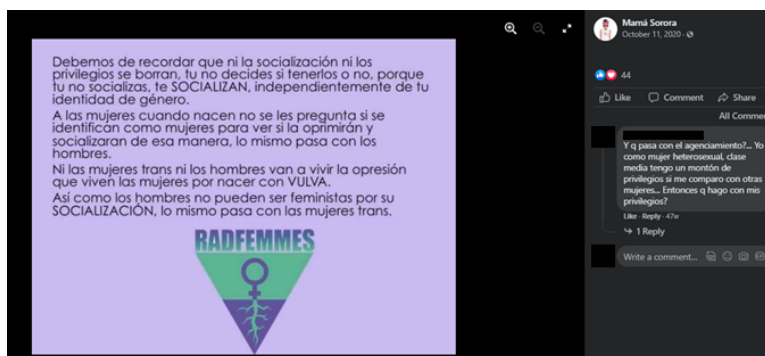 Debemos de recordar que ni la socialización ni los
privilegios se borran, tu no decides si tenerlos o no, porque
tu no socializas, te SOCIALIZAN, independientemente de tu
identidad de género.
A las mujeres cuando nacen no se les pregunta si se
identifican como mujeres para ver si la oprimirán y
socializaran de esa manera, lo mismo pasa con los
hombres.
Ni las mujeres trans ni los hombres van a vivir la opresión
que viven las mujeres por nacer con VULVA.
Así como los hombres no pueden ser feministas por su
SOCIALIZACIÓN, lo mismo pasa con las mujeres trans.
RADFEMMES
Mamá Sorora
October 11, 2020 ·
44
Like Comment Share
All Commen
Y q pasa con el agenciamiento?... Yo
como mujer heterosexual, clase
media tengo un montón de
privilegios si me comparo con otras
mujeres... Entonces q hago con mis
privilegios?
Like · Reply · 47w
1 Reply
Write a comment...